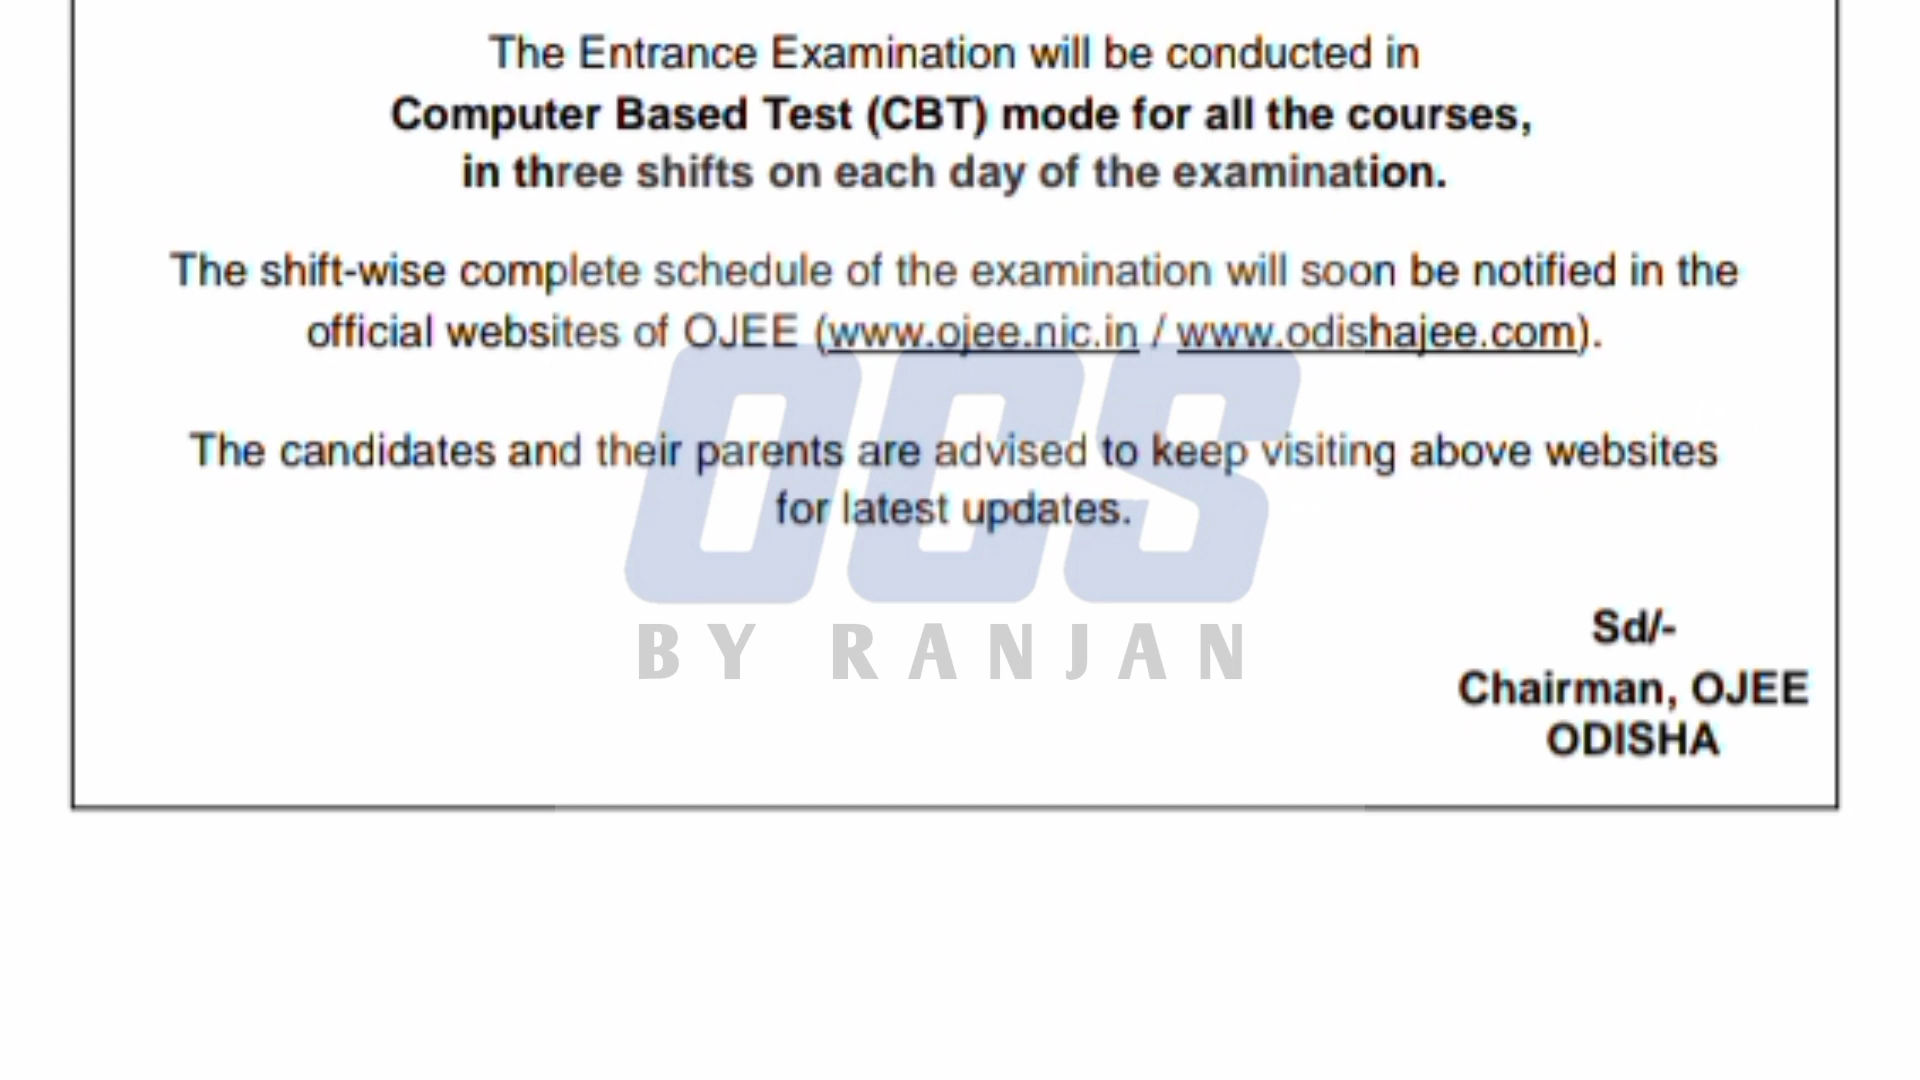 The Entrance Examination will be conducted in
Computer Based Test (CBT) mode for all the courses,
in three shifts on each day of the examination.
The shift-wise complete schedule of the examination will soon be notified in the
official websites of OJEE (www.ojee.nic.in / www.odishajee.com).
The candidates and their parents are advised to keep visiting above websites
for latest updates.
OCS
BY RANJAN
Sd/-
Chairman, OJEE
ODISHA